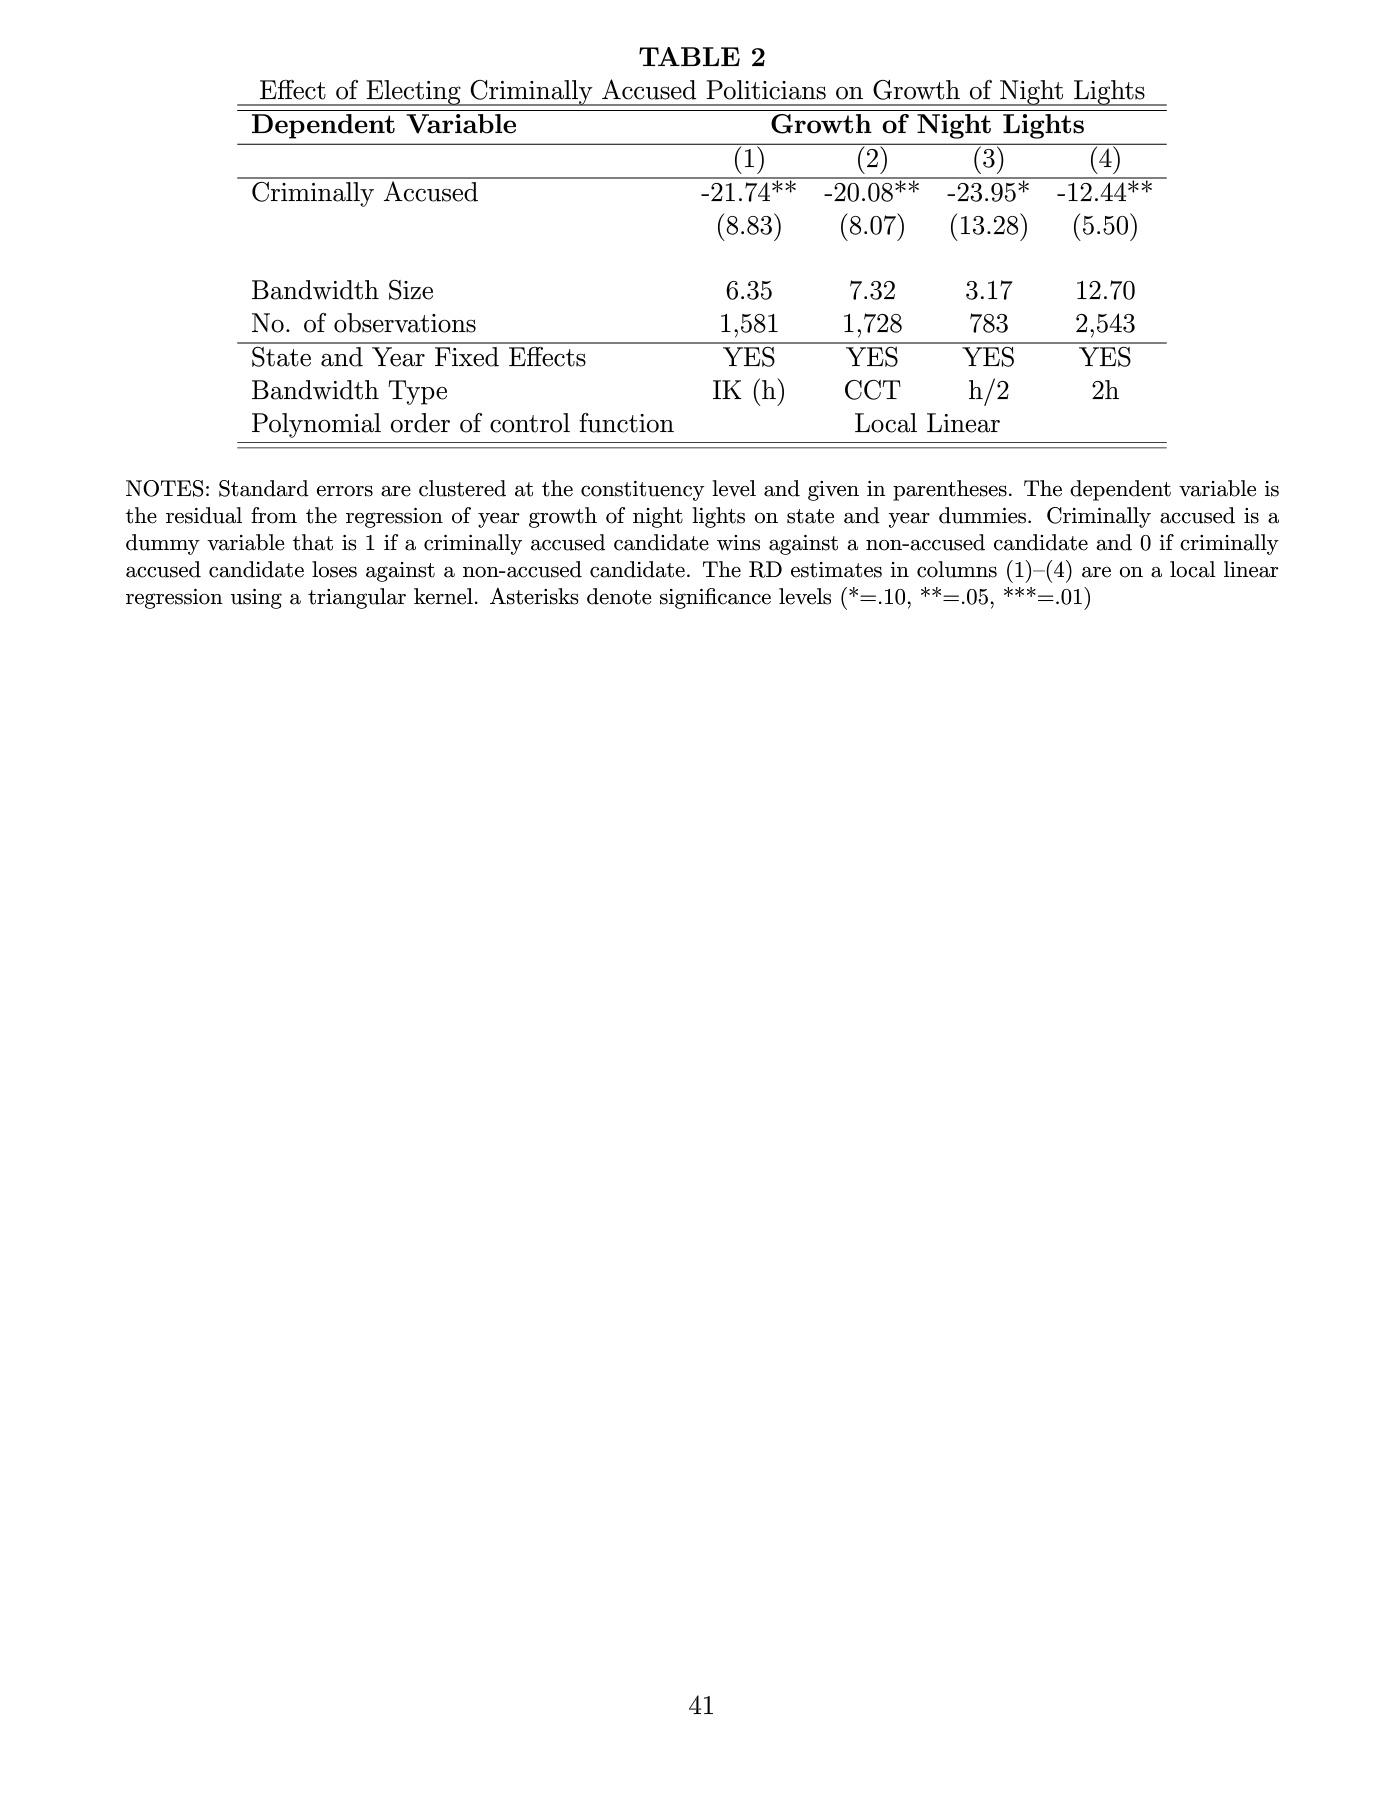 TABLE 2
Effect of Electing Criminally Accused Politicians on Growth of Night Lights
Dependent Variable Growth of Night Lights
(1) (2) (3) (4)
Criminally Accused -21.74** -20.08** -23.95* -12.44**
(8.83) (8.07) (13.28) (5.50)
Bandwidth Size 6.35 7.32 3.17 12.70
No. of observations 1,581 1,728 783 2,543
State and Year Fixed Effects YES YES YES YES
Bandwidth Type IK (h) CCT h/2 2h
Polynomial order of control function Local Linear
NOTES: Standard errors are clustered at the constituency level and given in parentheses. The dependent variable is
the residual from the regression of year growth of night lights on state and year dummies. Criminally accused is a
dummy variable that is 1 if a criminally accused candidate wins against a non-accused candidate and 0 if criminally
accused candidate loses against a non-accused candidate. The RD estimates in columns (1)–(4) are on a local linear
regression using a triangular kernel. Asterisks denote significance levels (*=.10, **=.05, ***=.01)
41